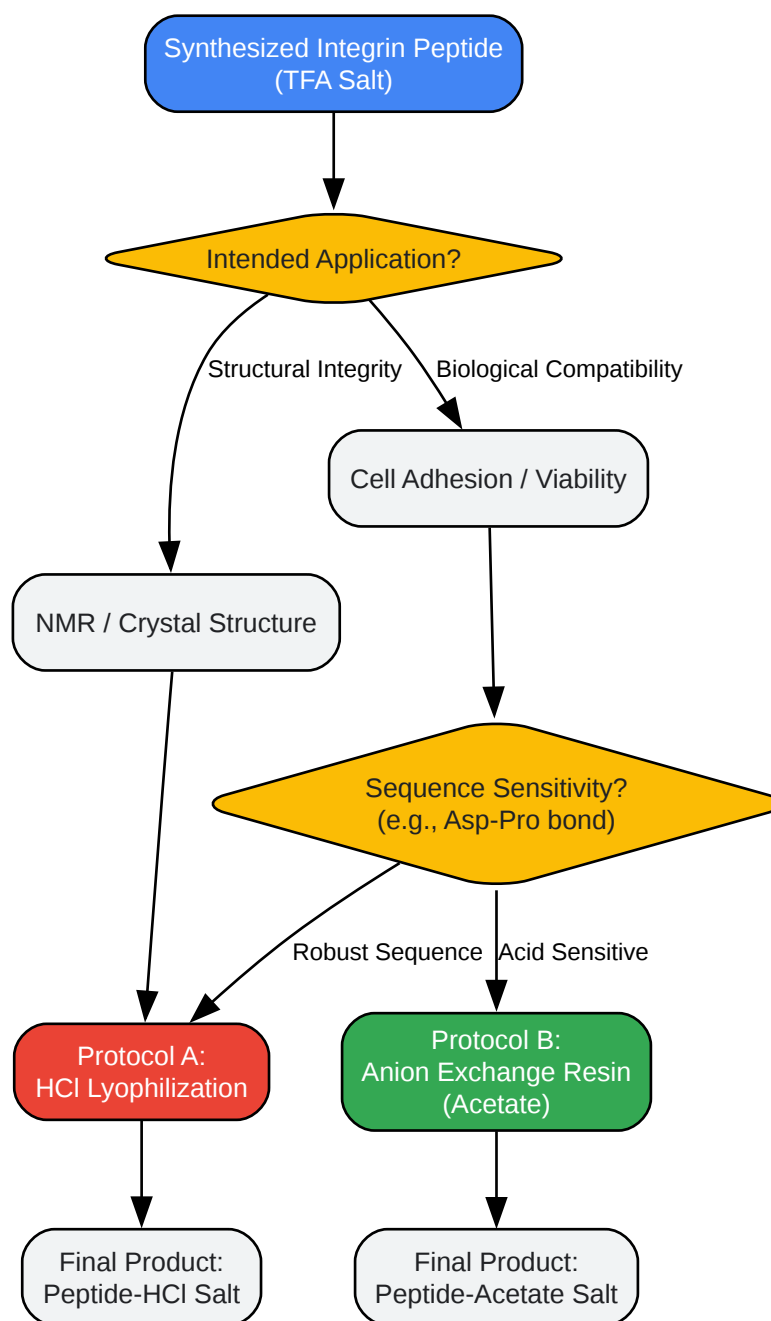 Synthesized Integrin Peptide
(TFA Salt)
Intended Application?
Structural Integrity
Biological Compatibility
Cell Adhesion / Viability
NMR / Crystal Structure
Sequence Sensitivity?
(e.g., Asp-Pro bond)
Robust Sequence
Acid Sensitive
Protocol A:
HCl Lyophilization
Protocol B:
Anion Exchange Resin
(Acetate)
Final Product:
Peptide-HCl Salt
Final Product:
Peptide-Acetate Salt